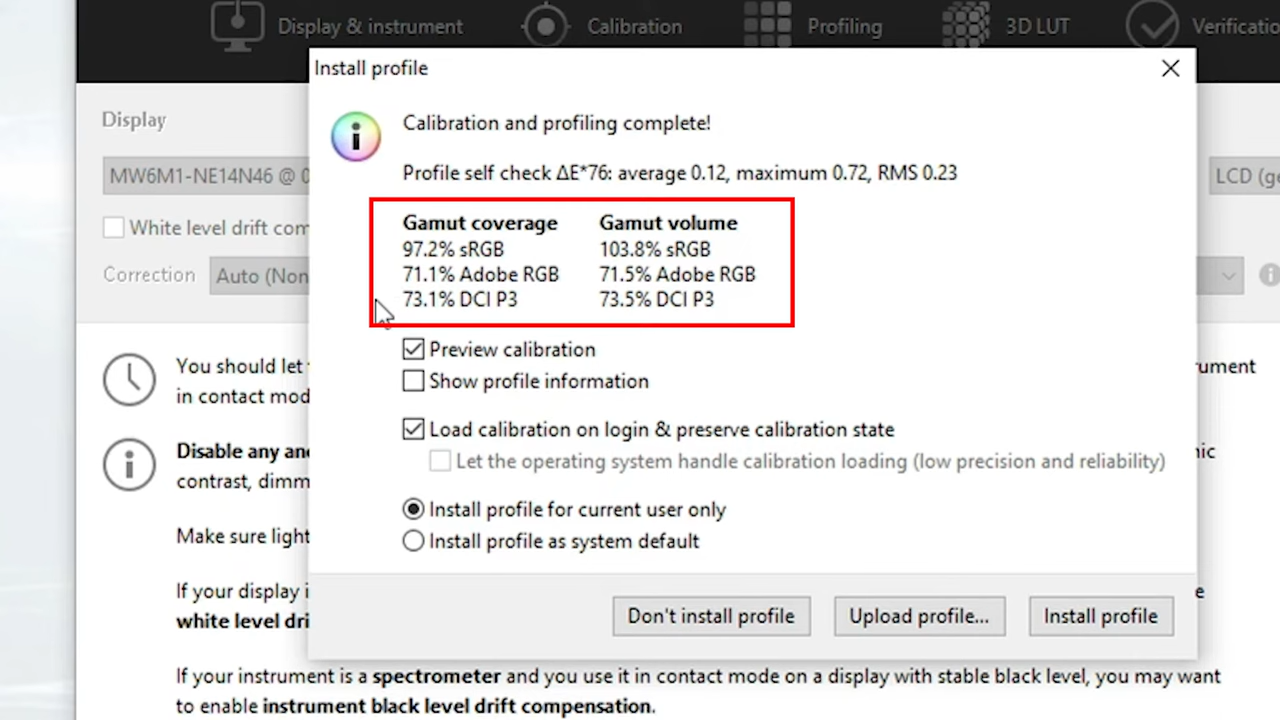 Display & instrument
Calibration
Profiling
3D LUT
Install profile
Display
Calibration and profiling complete!
MW6M1-NE14N46 @
LCD
Profile self check ΔE*76: average 0.12, maximum 0.72, RMS 0.23
White level drift
Gamut coverage Gamut volume
97.2% sRGB 103.8% sRGB
Correction Auto
71.1% Adobe RGB 71.5% Adobe RGB
73.1% DCI P3 73.5% DCI P3
Preview calibration
Show profile information
Load calibration on login & preserve calibration state
Let the operating system handle calibration loading (low precision and reliability)
Install profile for current user only
Install profile as system default
Don't install profile
Upload profile...
Install profile
You should let
in contact
Disable any
contrast,
Make sure
If your display
white level
If your instrument is a spectrometer and you use it in contact mode on a display with stable black level, you may want
to enable instrument black level drift compensation.